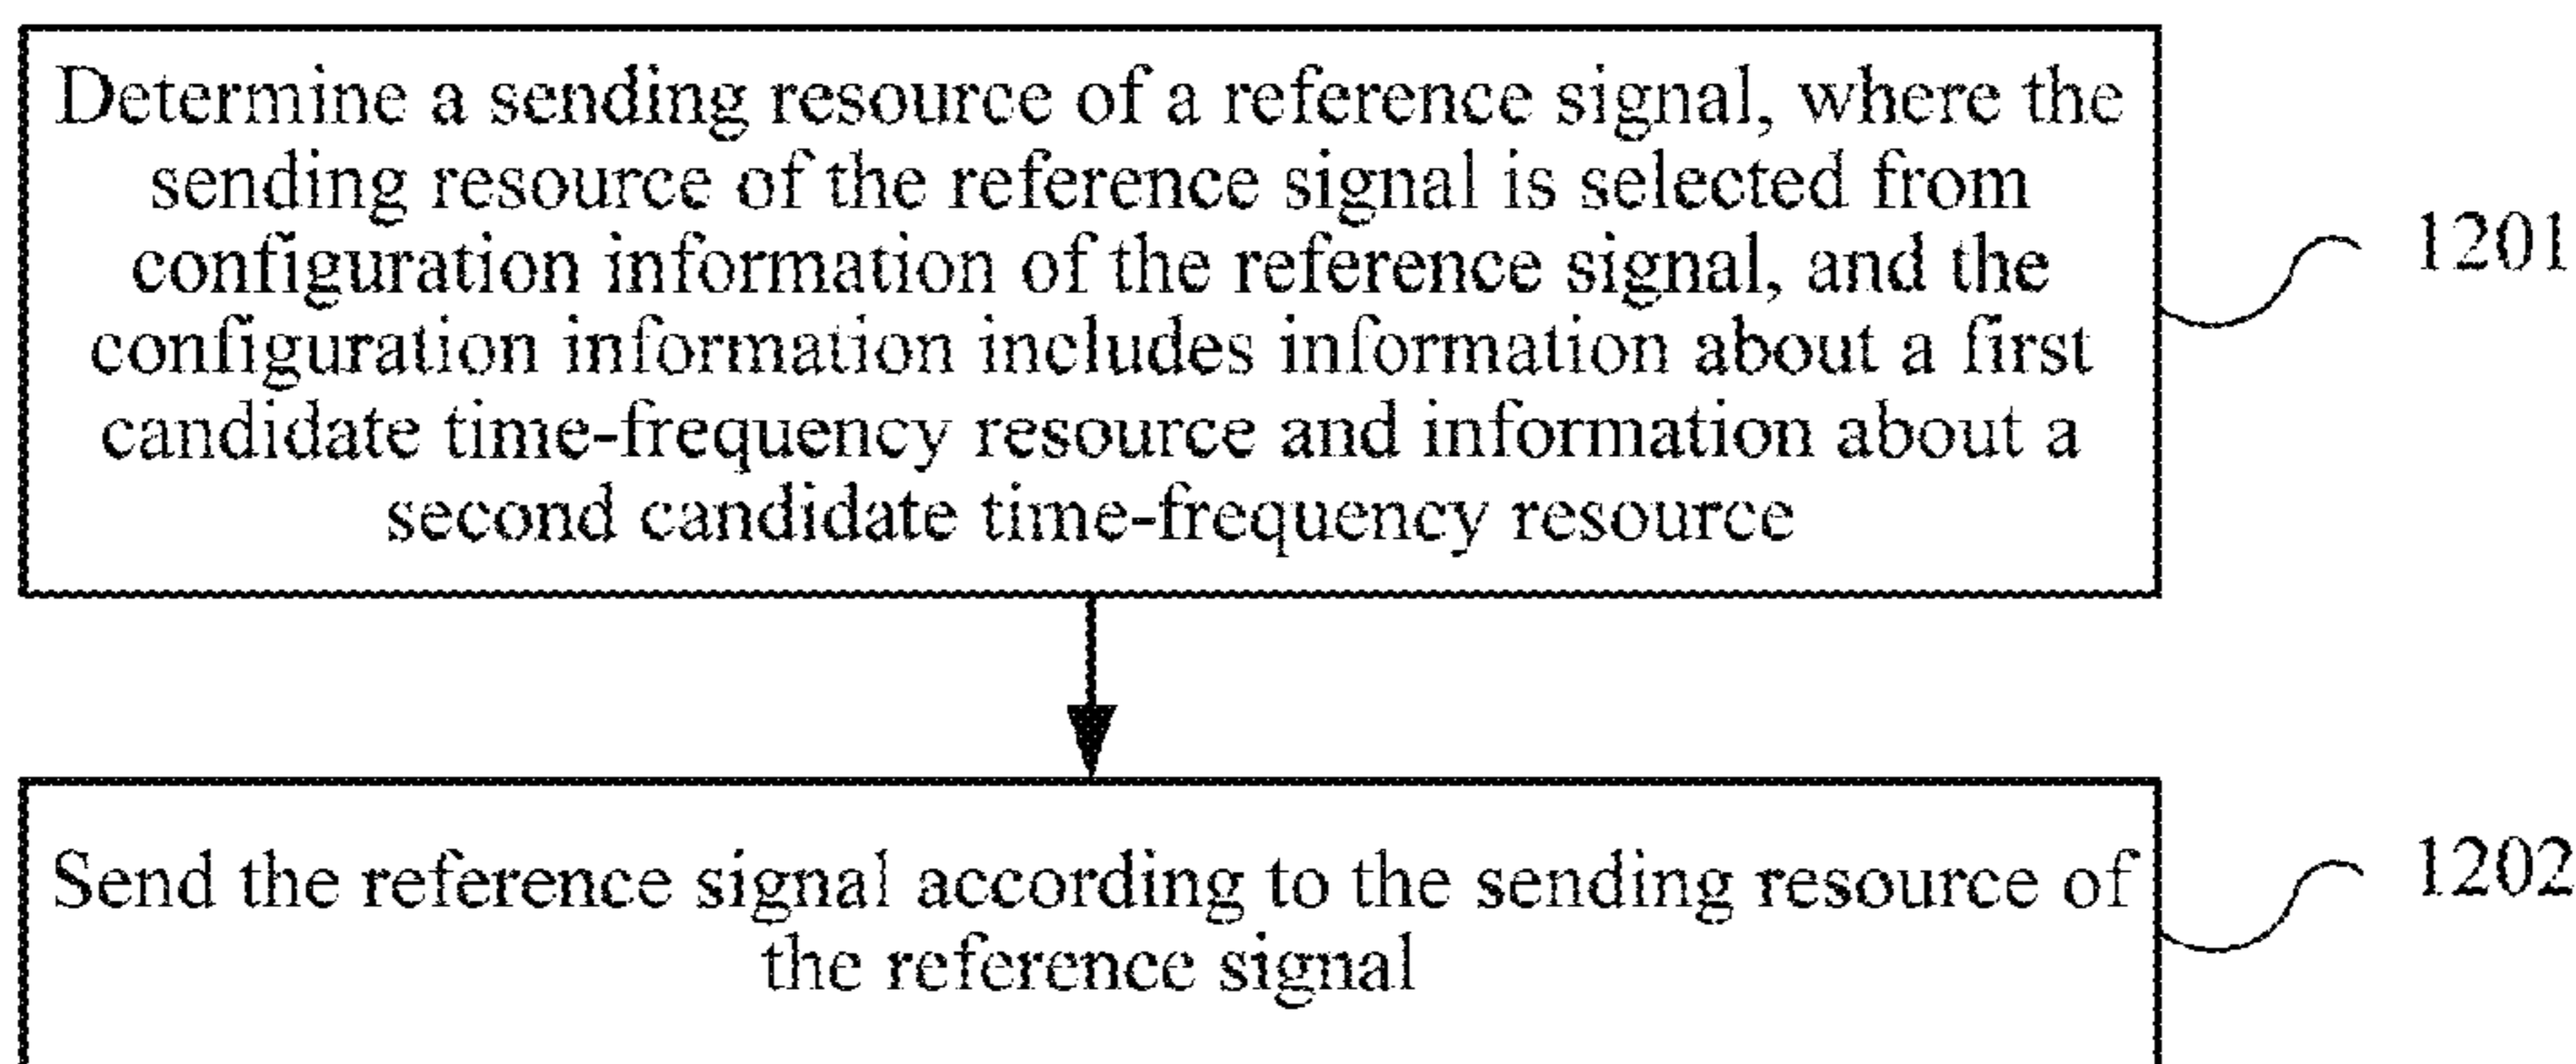 Determine a sending resource of a reference signal, where the
sending resource of the reference signal is selected from
configuration information of the reference signal, and the
configuration information includes information about a first
candidate time-frequency resource and information about a
second candidate time-frequency resource
1201
Send the reference signal according to the sending resource of
the reference signal
1202